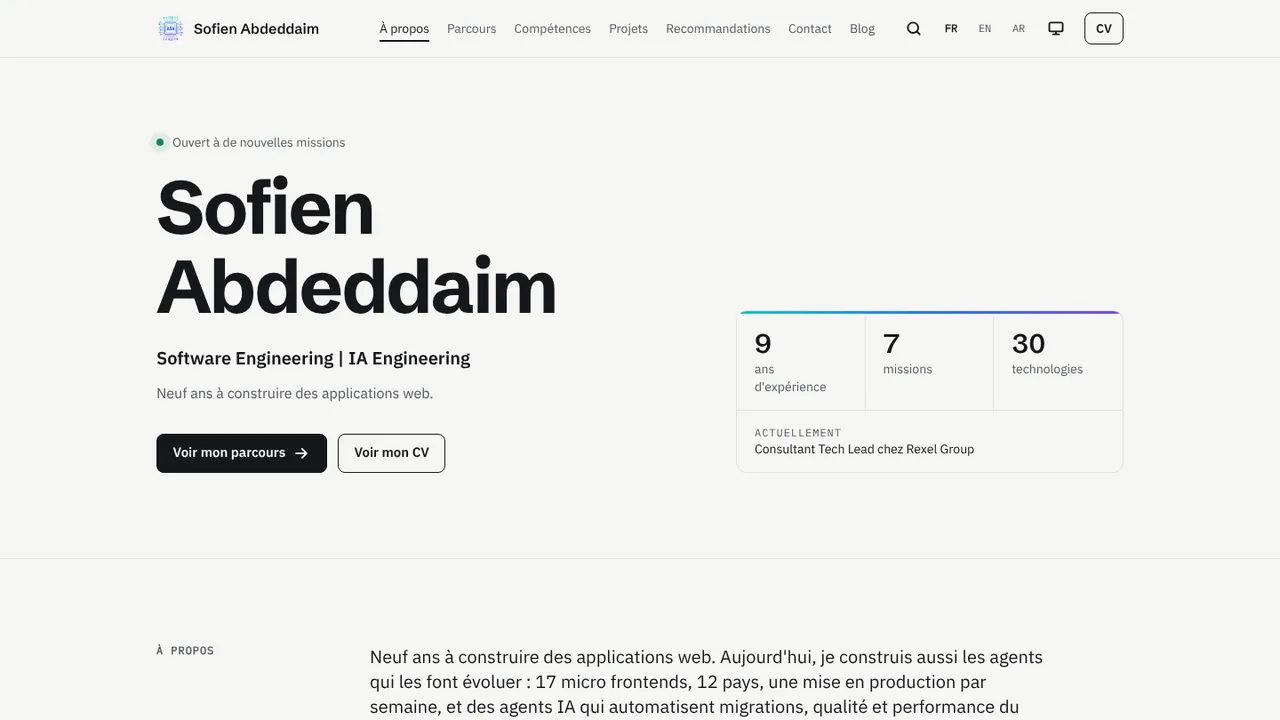 Sofien Abdeddaim
À propos
Parcours
Compétences
Projets
Recommandations
Contact
Blog
FR
EN
AR
CV
Ouvert à de nouvelles missions
Sofien
Abdeddaim
Software Engineering | IA Engineering
Neuf ans à construire des applications web.
Voir mon parcours →
Voir mon CV
9
ans
d'expérience
7
missions
30
technologies
ACTUELLEMENT
Consultant Tech Lead chez Rexel Group
À PROPOS
Neuf ans à construire des applications web. Aujourd'hui, je construis aussi les agents
qui les font évoluer : 17 micro frontends, 12 pays, une mise en production par
semaine, et des agents IA qui automatisent migrations, qualité et performance du